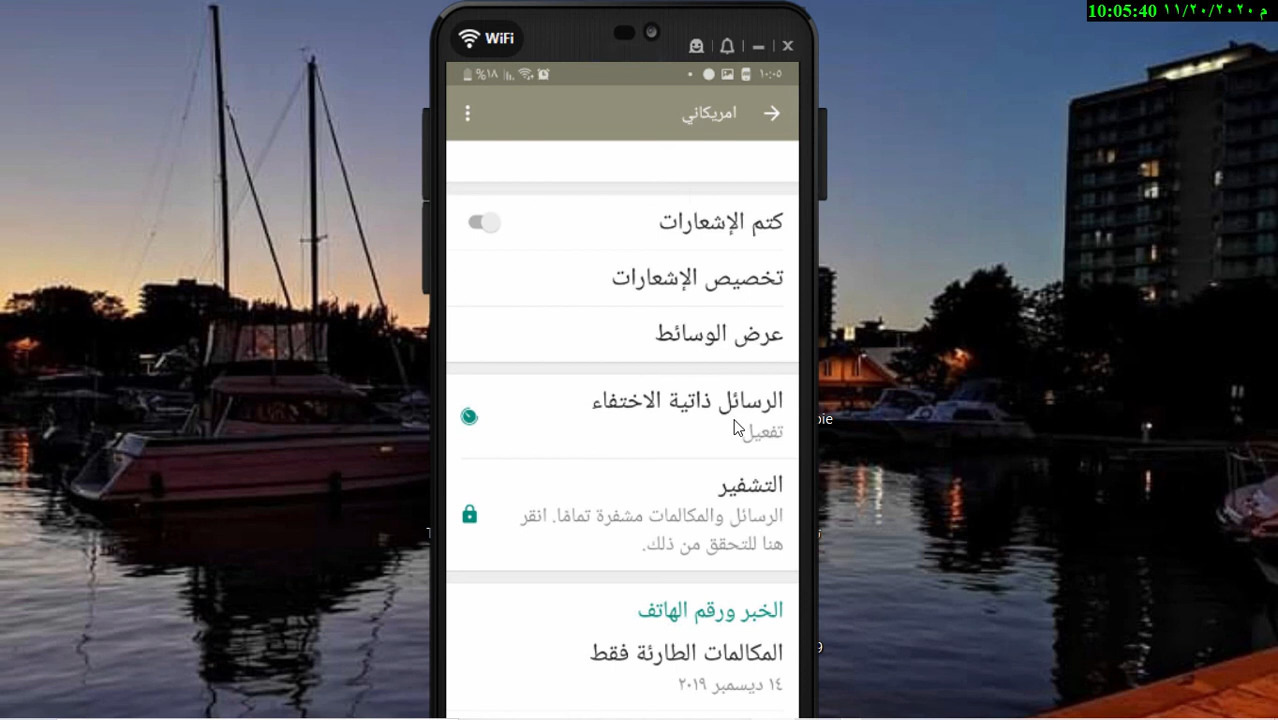 10:05:40 م ١١/٢٠/٢٠٢٠
WiFi
١٠:٠٥
%١٨
امريكاني
كتم الإشعارات
تخصيص الإشعارات
عرض الوسائط
الرسائل ذاتية الاختفاء
تفعيل
التشفير
الرسائل والمكالمات مشفرة تمامًا. انقر
هنا للتحقق من ذلك.
الخبر ورقم الهاتف
المكالمات الطارئة فقط
١٤ ديسمبر ٢٠١٩